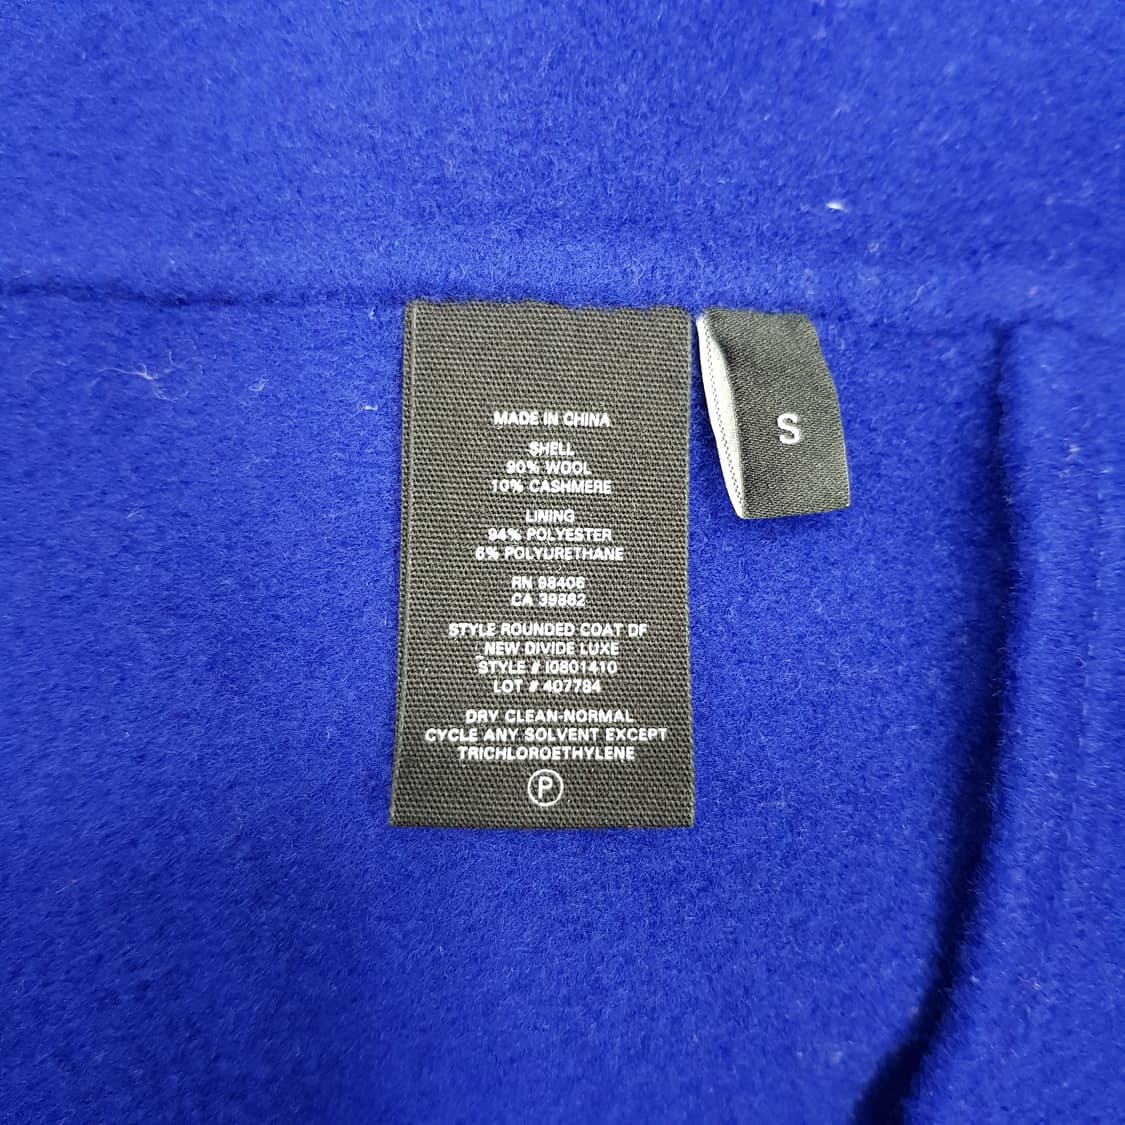 MADE IN CHINA
SHELL
90% WOOL
10% CASHMERE
LINING
94% POLYESTER
6% POLYURETHANE
RN 98406
CA 39882
STYLE ROUNDED COAT DF
NEW DIVIDE LUXE
STYLE # I0801410
LOT # 407784
DRY CLEAN-NORMAL
CYCLE ANY SOLVENT EXCEPT
TRICHLOROETHYLENE
P
S